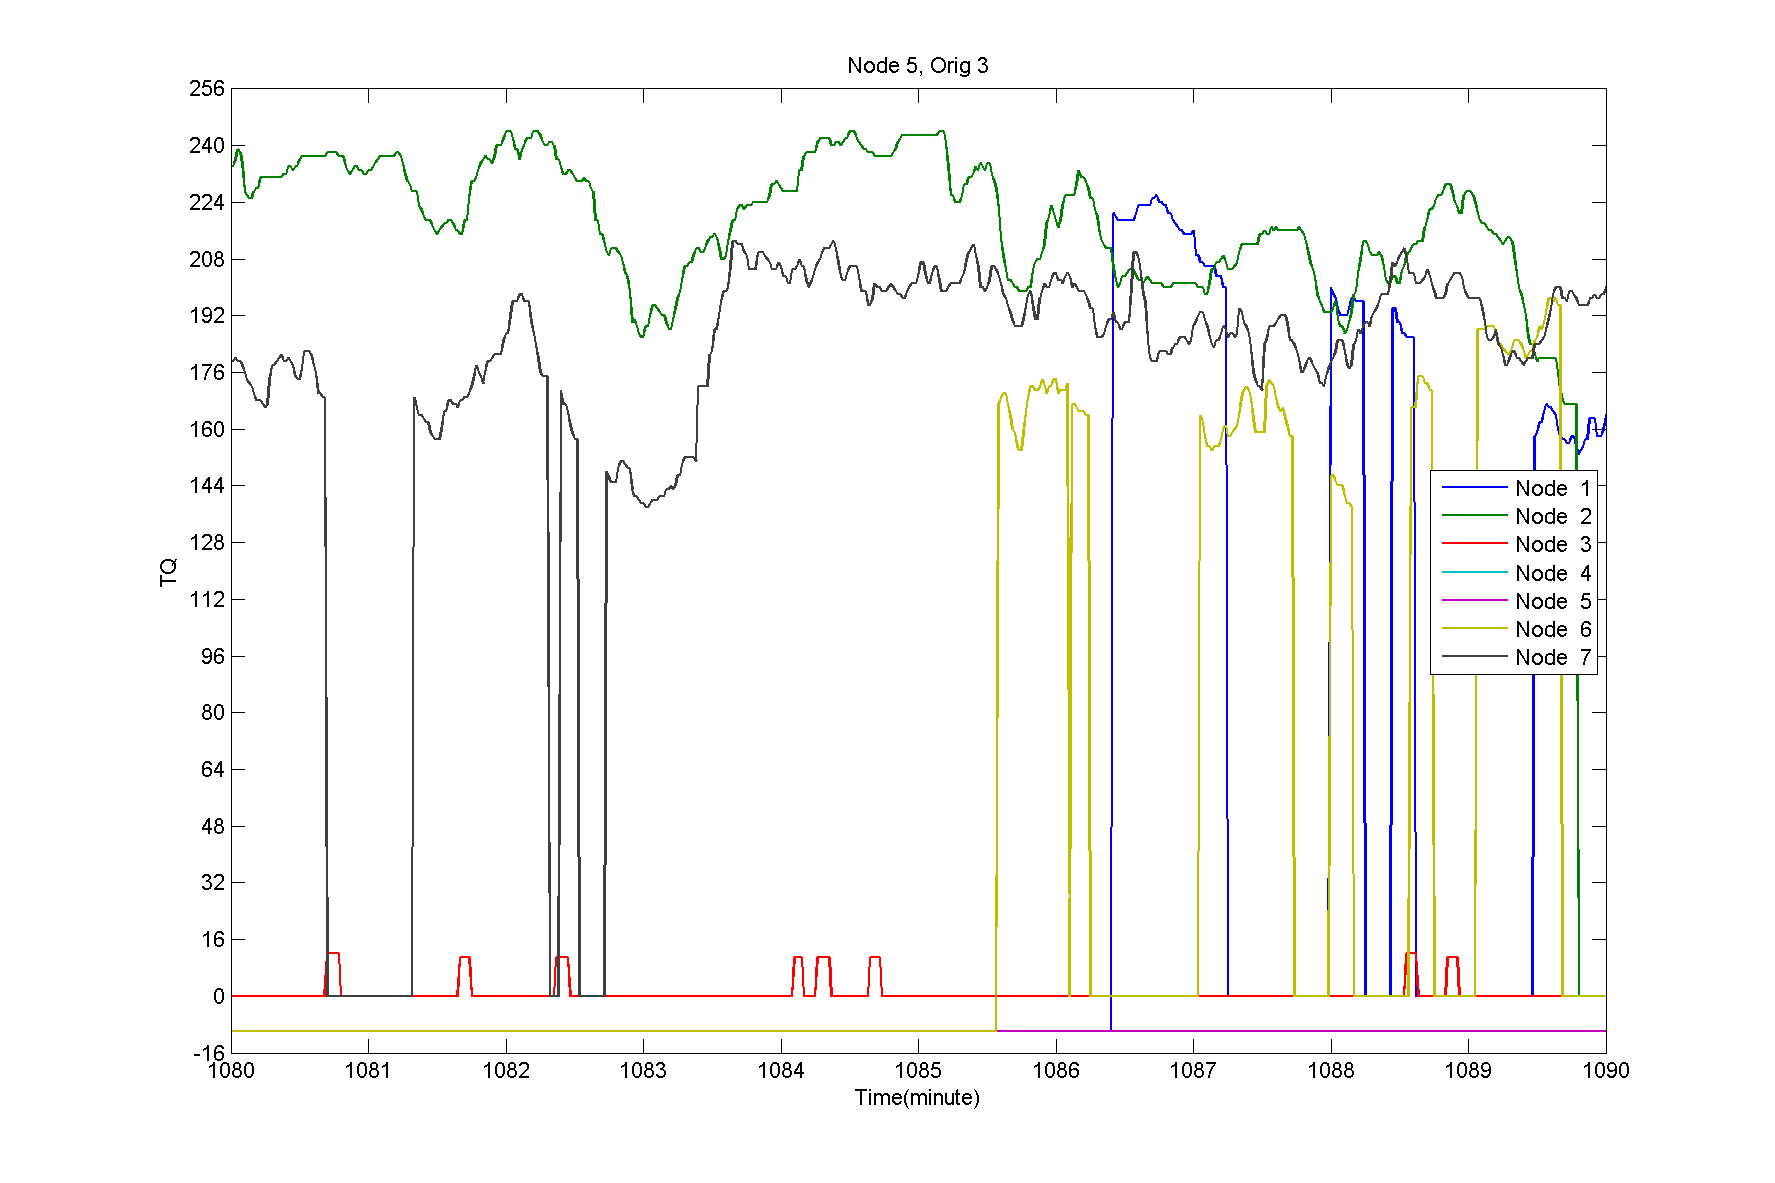 Node 5, Orig 3
256
240
224
208
192
176
160
144
128
112
96
80
64
48
32
16
0
-16
TQ
Node 1
Node 2
Node 3
Node 4
Node 5
Node 6
Node 7
1080 1081 1082 1083 1084 1085 1086 1087 1088 1089 1090
Time(minute)